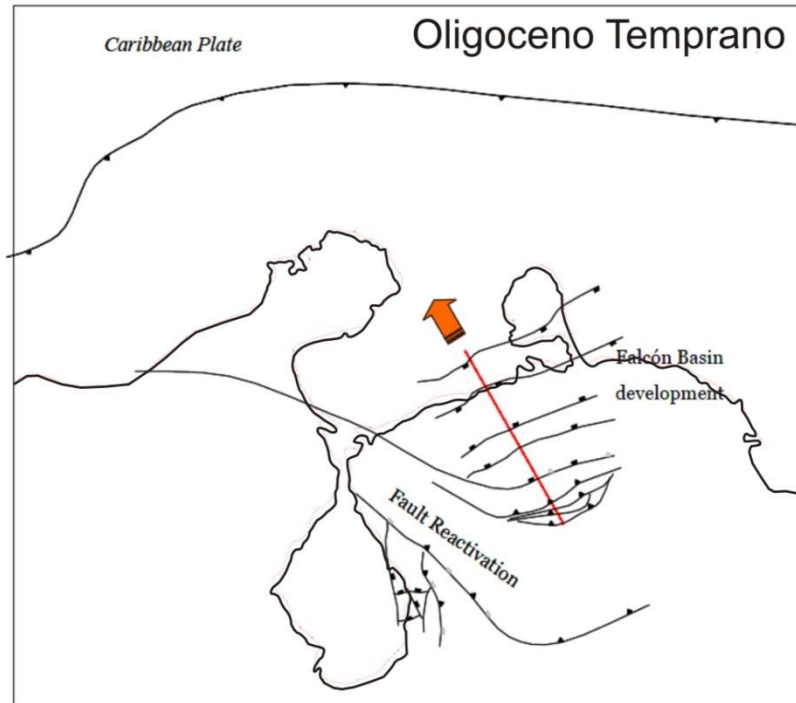 Oligoceno Temprano
Caribbean Plate
Falcón Basin
development
Fault Reactivation